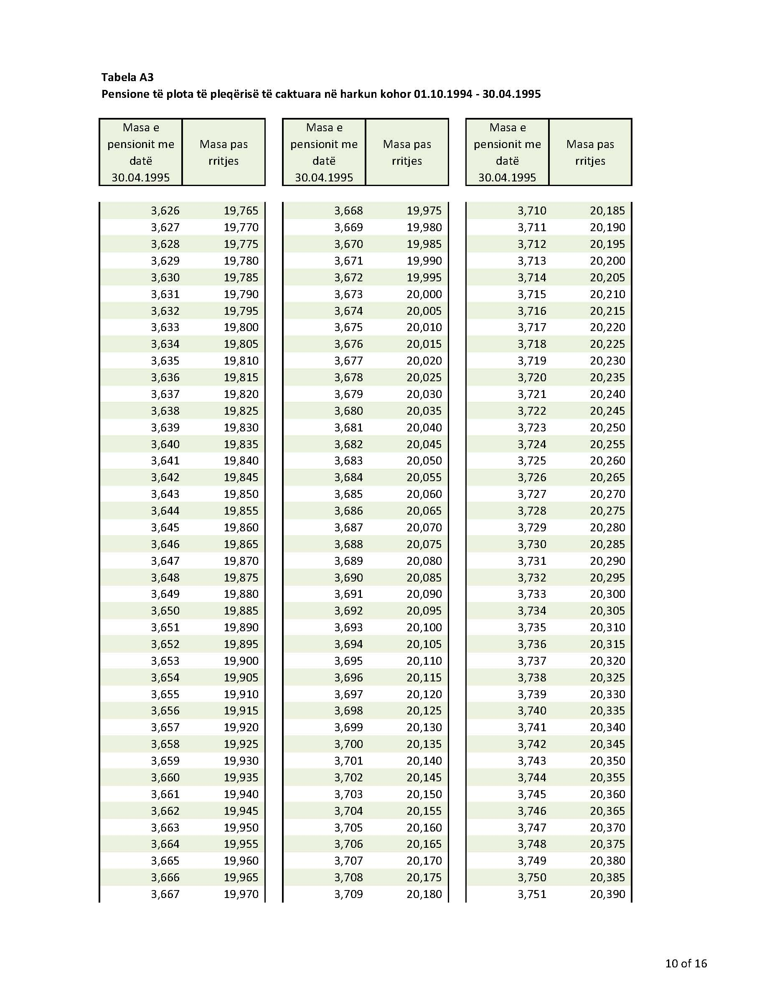 Tabela A3
Pensione të plota të pleqërisë të caktuara në harkun kohor 01.10.1994 - 30.04.1995
Masa e pensionit me datë 30.04.1995 Masa pas rritjes Masa e pensionit me datë 30.04.1995 Masa pas rritjes Masa e pensionit me datë 30.04.1995 Masa pas rritjes
3,626 19,765 3,668 19,975 3,710 20,185
3,627 19,770 3,669 19,980 3,711 20,190
3,628 19,775 3,670 19,985 3,712 20,195
3,629 19,780 3,671 19,990 3,713 20,200
3,630 19,785 3,672 19,995 3,714 20,205
3,631 19,790 3,673 20,000 3,715 20,210
3,632 19,795 3,674 20,005 3,716 20,215
3,633 19,800 3,675 20,010 3,717 20,220
3,634 19,805 3,676 20,015 3,718 20,225
3,635 19,810 3,677 20,020 3,719 20,230
3,636 19,815 3,678 20,025 3,720 20,235
3,637 19,820 3,679 20,030 3,721 20,240
3,638 19,825 3,680 20,035 3,722 20,245
3,639 19,830 3,681 20,040 3,723 20,250
3,640 19,835 3,682 20,045 3,724 20,255
3,641 19,840 3,683 20,050 3,725 20,260
3,642 19,845 3,684 20,055 3,726 20,265
3,643 19,850 3,685 20,060 3,727 20,270
3,644 19,855 3,686 20,065 3,728 20,275
3,645 19,860 3,687 20,070 3,729 20,280
3,646 19,865 3,688 20,075 3,730 20,285
3,647 19,870 3,689 20,080 3,731 20,290
3,648 19,875 3,690 20,085 3,732 20,295
3,649 19,880 3,691 20,090 3,733 20,300
3,650 19,885 3,692 20,095 3,734 20,305
3,651 19,890 3,693 20,100 3,735 20,310
3,652 19,895 3,694 20,105 3,736 20,315
3,653 19,900 3,695 20,110 3,737 20,320
3,654 19,905 3,696 20,115 3,738 20,325
3,655 19,910 3,697 20,120 3,739 20,330
3,656 19,915 3,698 20,125 3,740 20,335
3,657 19,920 3,699 20,130 3,741 20,340
3,658 19,925 3,700 20,135 3,742 20,345
3,659 19,930 3,701 20,140 3,743 20,350
3,660 19,935 3,702 20,145 3,744 20,355
3,661 19,940 3,703 20,150 3,745 20,360
3,662 19,945 3,704 20,155 3,746 20,365
3,663 19,950 3,705 20,160 3,747 20,370
3,664 19,955 3,706 20,165 3,748 20,375
3,665 19,960 3,707 20,170 3,749 20,380
3,666 19,965 3,708 20,175 3,750 20,385
3,667 19,970 3,709 20,180 3,751 20,390
10 of 16